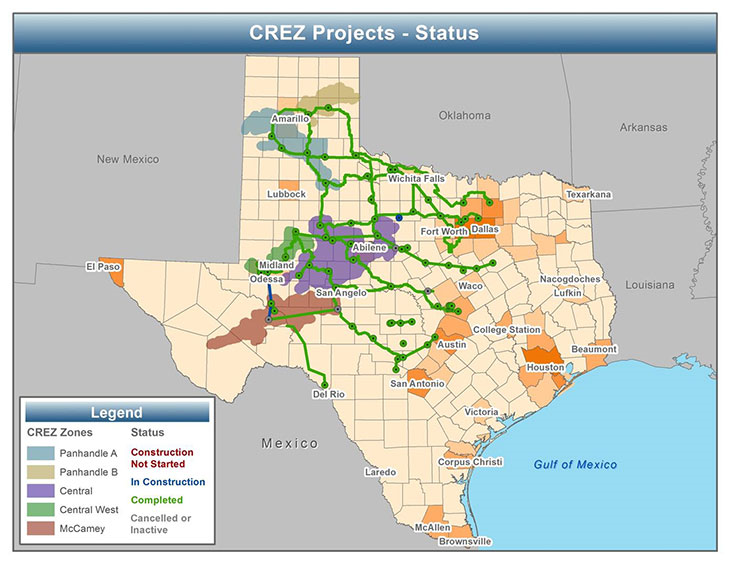 CREZ Projects - Status
Oklahoma
Arkansas
New Mexico
Amarillo
Wichita Falls
Lubbock
Texarkana
Fort Worth
Dallas
Abilene
El Paso
Midland
Odessa
Nacogdoches
Lufkin
Louisiana
Waco
San Angelo
College Station
Austin
Beaumont
Houston
San Antonio
Del Rio
Victoria
Mexico
Gulf of Mexico
Corpus Christi
Laredo
McAllen
Brownsville
Legend
CREZ Zones
Panhandle A
Panhandle B
Central
Central West
McCamey
Status
Construction
Not Started
In Construction
Completed
Cancelled or
Inactive